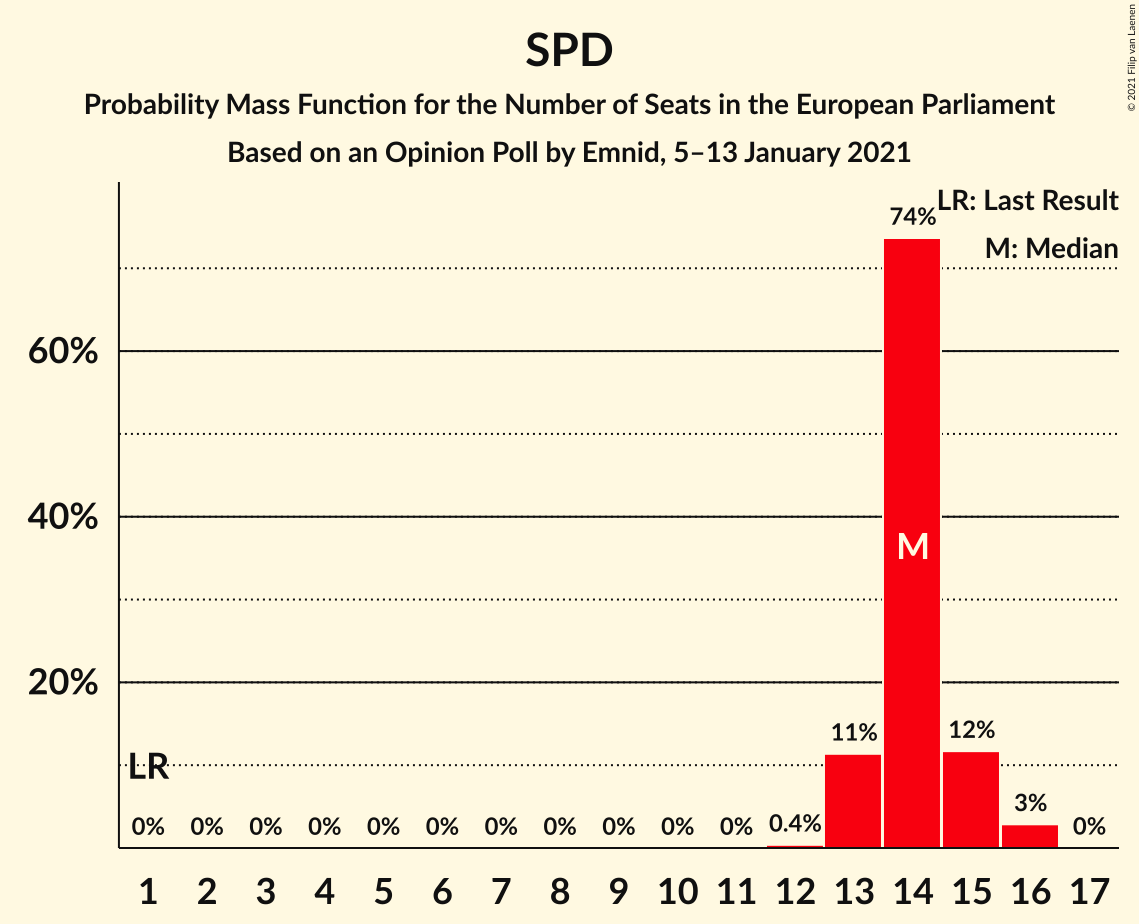 SPD
Probability Mass Function for the Number of Seats in the European Parliament
Based on an Opinion Poll by Emnid, 5–13 January 2021
© 2021 Filip van Laenen
LR: Last Result
M: Median
74%
60%
40%
M
20%
11%
12%
LR
3%
0% 0% 0% 0% 0% 0% 0% 0% 0% 0% 0% 0.4% 0%
1 2 3 4 5 6 7 8 9 10 11 12 13 14 15 16 17